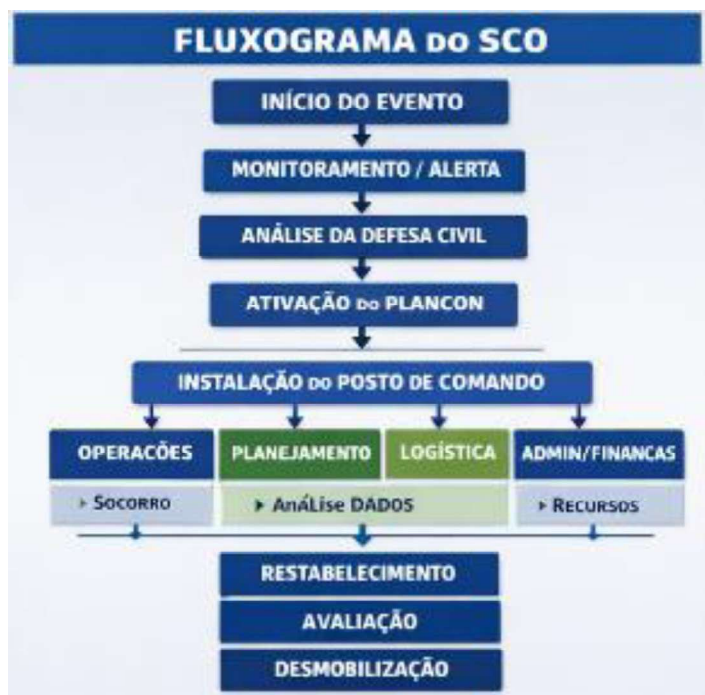 FLUXOGRAMA DO SCO
INÍCIO DO EVENTO
MONITORAMENTO / ALERTA
ANÁLISE DA DEFESA CIVIL
ATIVAÇÃO DO PLANCON
INSTALAÇÃO DO POSTO DE COMANDO
OPERACÕES PLANEJAMENTO LOGÍSTICA ADMIN/FINANCAS
▸ SOCORRO ▸ AnáLise DADOS ▸ RECURSOS
RESTABELECIMENTO
AVALIAÇÃO
DESMOBILIZAÇÃO